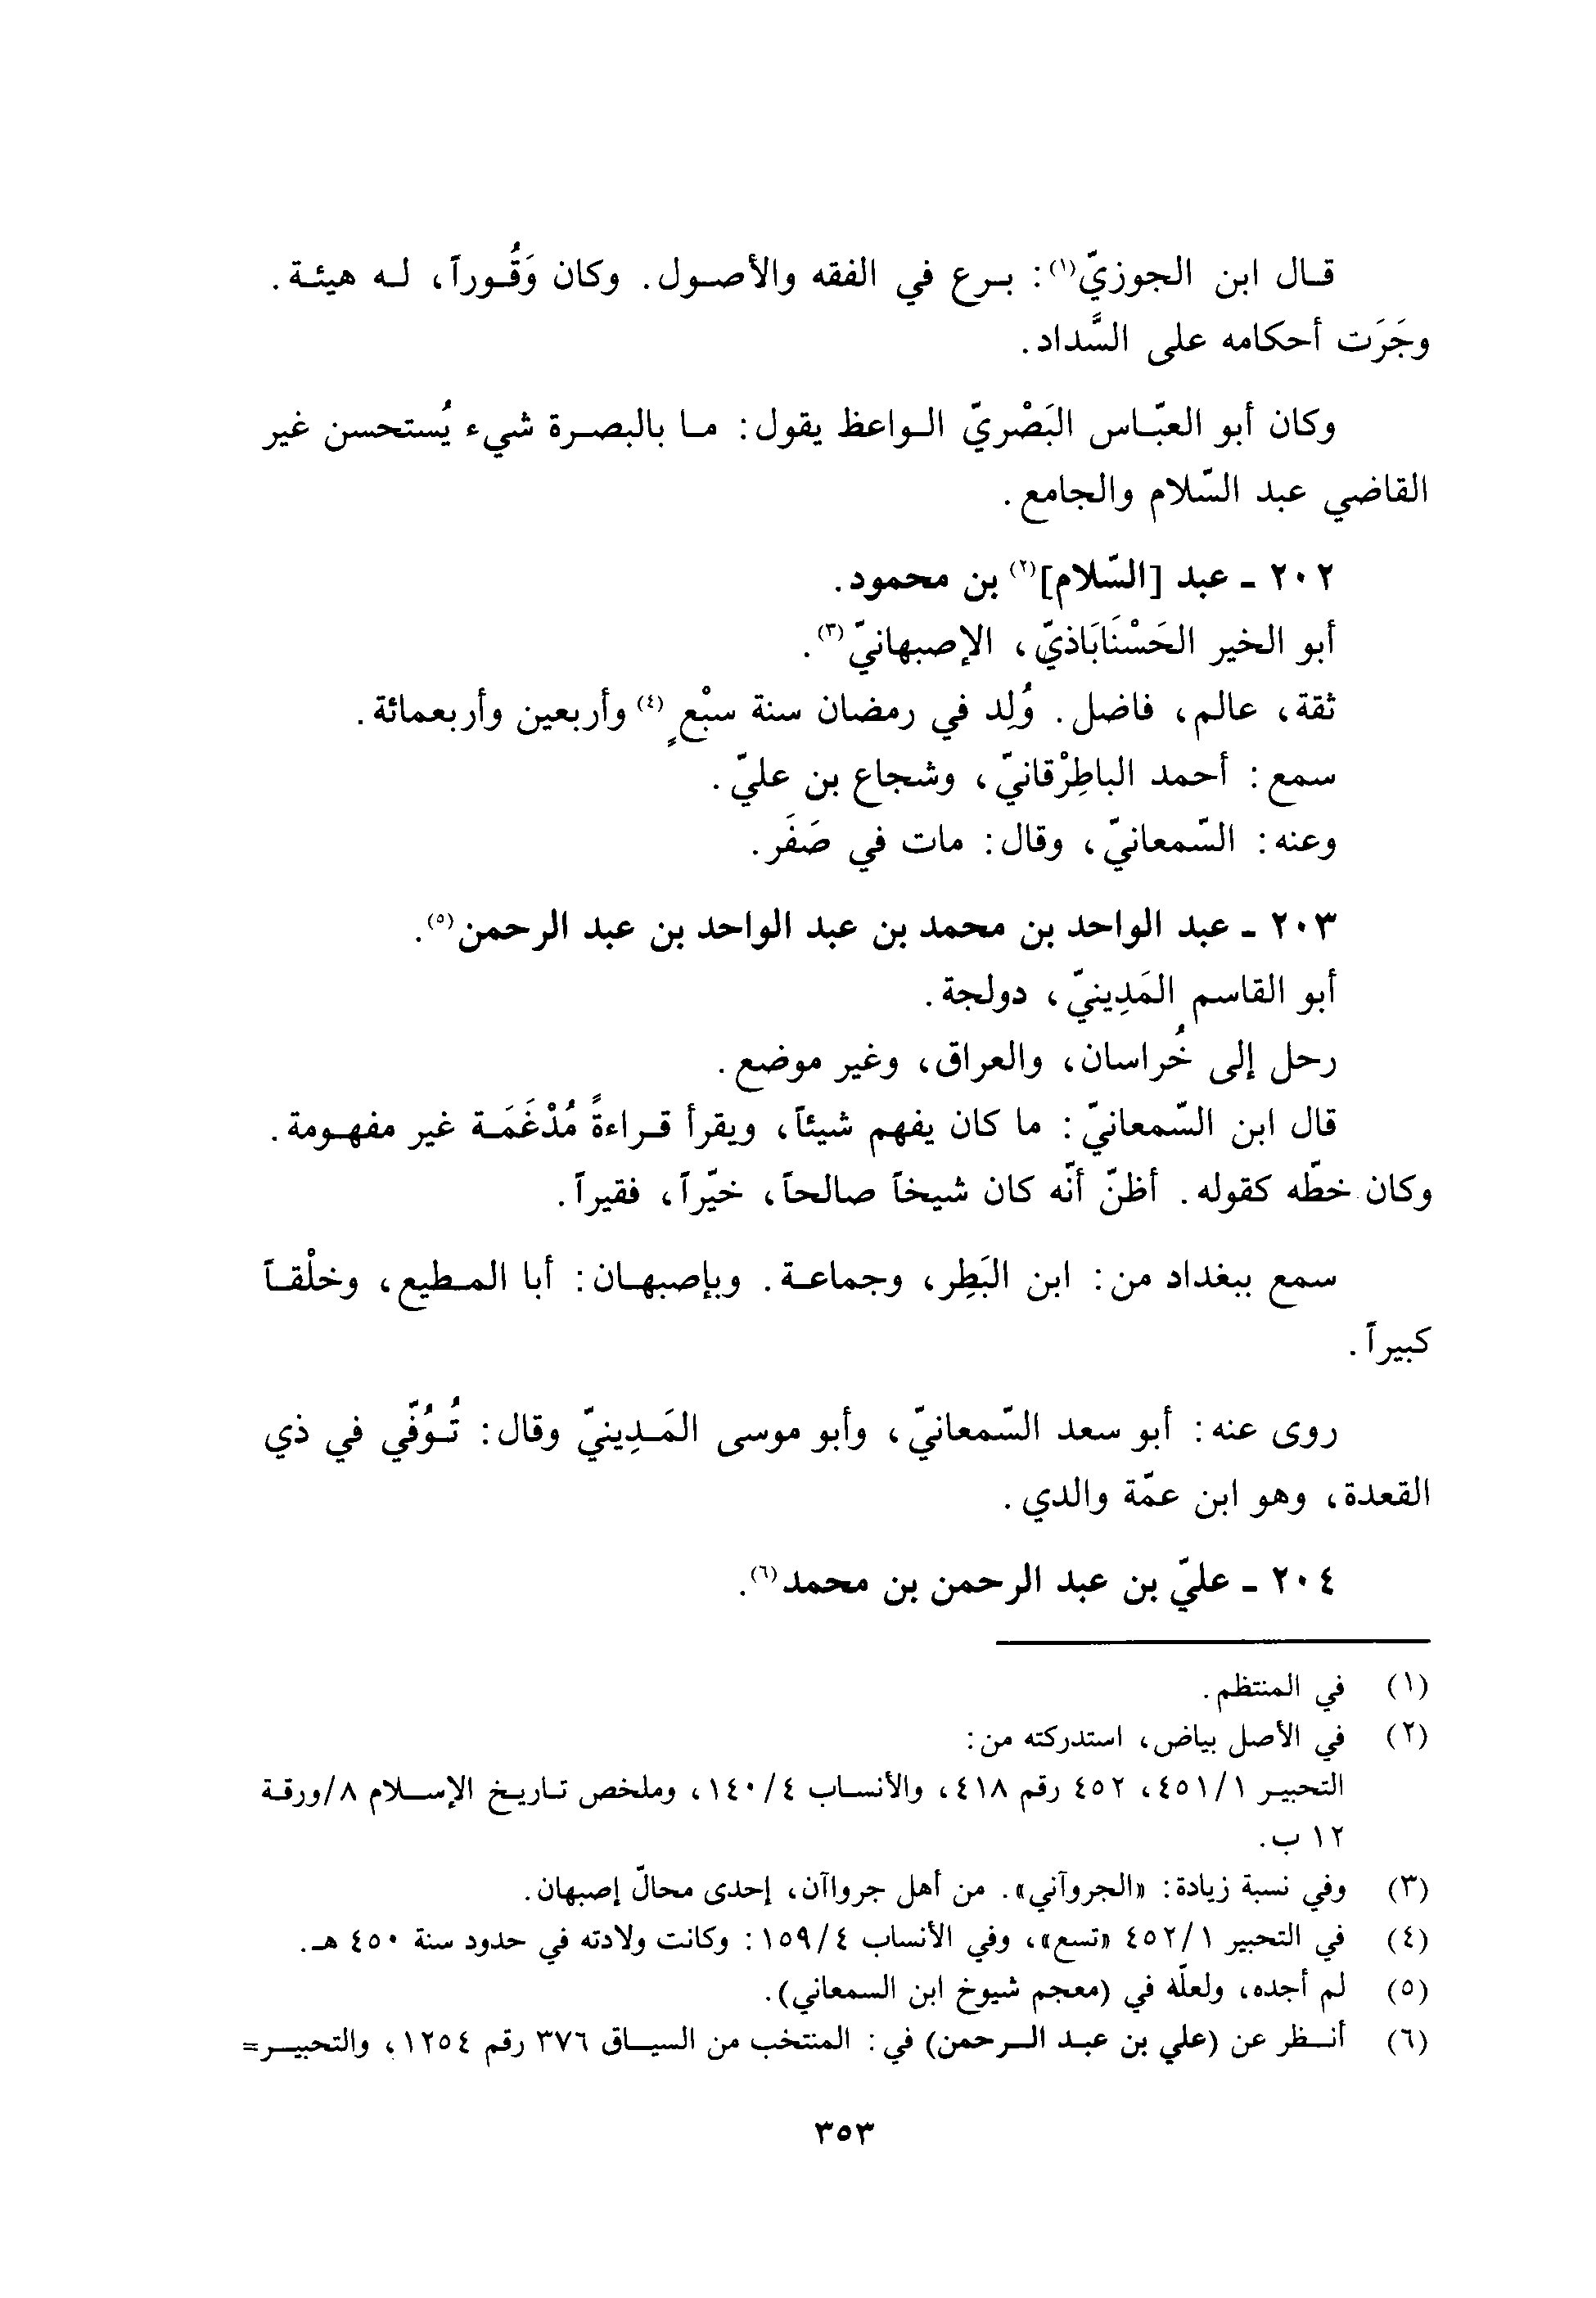 قال ابن الجوزيّ(١): برع في الفقه والأصول. وكان وَقُوراً، له هيئة.
وجَرَت أحكامه على السَّداد.
وكان أبو العبّاس البَصْريّ الواعظ يقول: ما بالبصرة شيء يُستحسن غير
القاضي عبد السّلام والجامع.
٢٠٢ ـ عبد [السّلام](٢) بن محمود.
أبو الخير الحَسْنَابَاذيّ، الإصبهانيّ(٣).
ثقة، عالم، فاضل. وُلِد في رمضان سنة سبْعٍ(٤) وأربعين وأربعمائة.
سمع: أحمد الباطِرْقانيّ، وشجاع بن عليّ.
وعنه: السّمعانيّ، وقال: مات في صَفَر.
٢٠٣ ـ عبد الواحد بن محمد بن عبد الواحد بن عبد الرحمن(٥).
أبو القاسم المَدِينيّ، دولجة.
رحل إلى خُراسان، والعراق، وغير موضع.
قال ابن السّمعانيّ: ما كان يفهم شيئاً، ويقرأ قراءةً مُدْغَمَة غير مفهومة.
وكان خطّه كقوله. أظنّ أنّه كان شيخاً صالحاً، خيّراً، فقيراً.
سمع ببغداد من: ابن البَطِر، وجماعة. وبإصبهان: أبا المطيع، وخلْقاً
كبيراً.
روى عنه: أبو سعد السّمعانيّ، وأبو موسى المَدِينيّ وقال: تُوُفّي في ذي
القعدة، وهو ابن عمّة والدي.
٢٠٤ ـ عليّ بن عبد الرحمن بن محمد(٦).
(١) في المنتظم.
(٢) في الأصل بياض، استدركته من:
التحبير ٤٥١/١، ٤٥٢ رقم ٤١٨، والأنساب ١٤٠/٤، وملخص تاريخ الإسلام ٨/ورقة
١٢ ب.
(٣) وفي نسبة زيادة: «الجروآني». من أهل جرواآن، إحدى محالّ إصبهان.
(٤) في التحبير ٤٥٢/١ «تسع»، وفي الأنساب ١٥٩/٤: وكانت ولادته في حدود سنة ٤٥٠ هـ.
(٥) لم أجده، ولعلّه في (معجم شيوخ ابن السمعاني).
(٦) أنظر عن (علي بن عبد الرحمن) في: المنتخب من السياق ٣٧٦ رقم ١٢٥٤، والتحبير=
٣٥٣